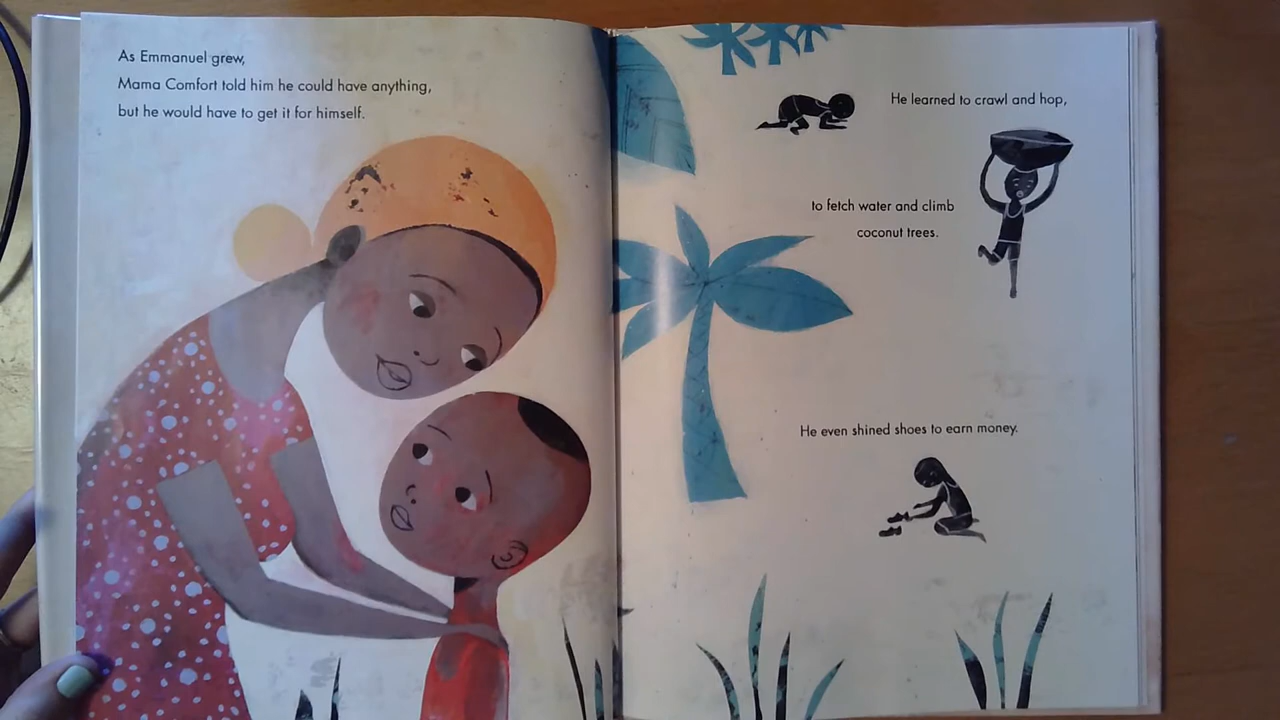 As Emmanuel grew,
Mama Comfort told him he could have anything,
but he would have to get it for himself.
He learned to crawl and hop,
to fetch water and climb
coconut trees.
He even shined shoes to earn money.